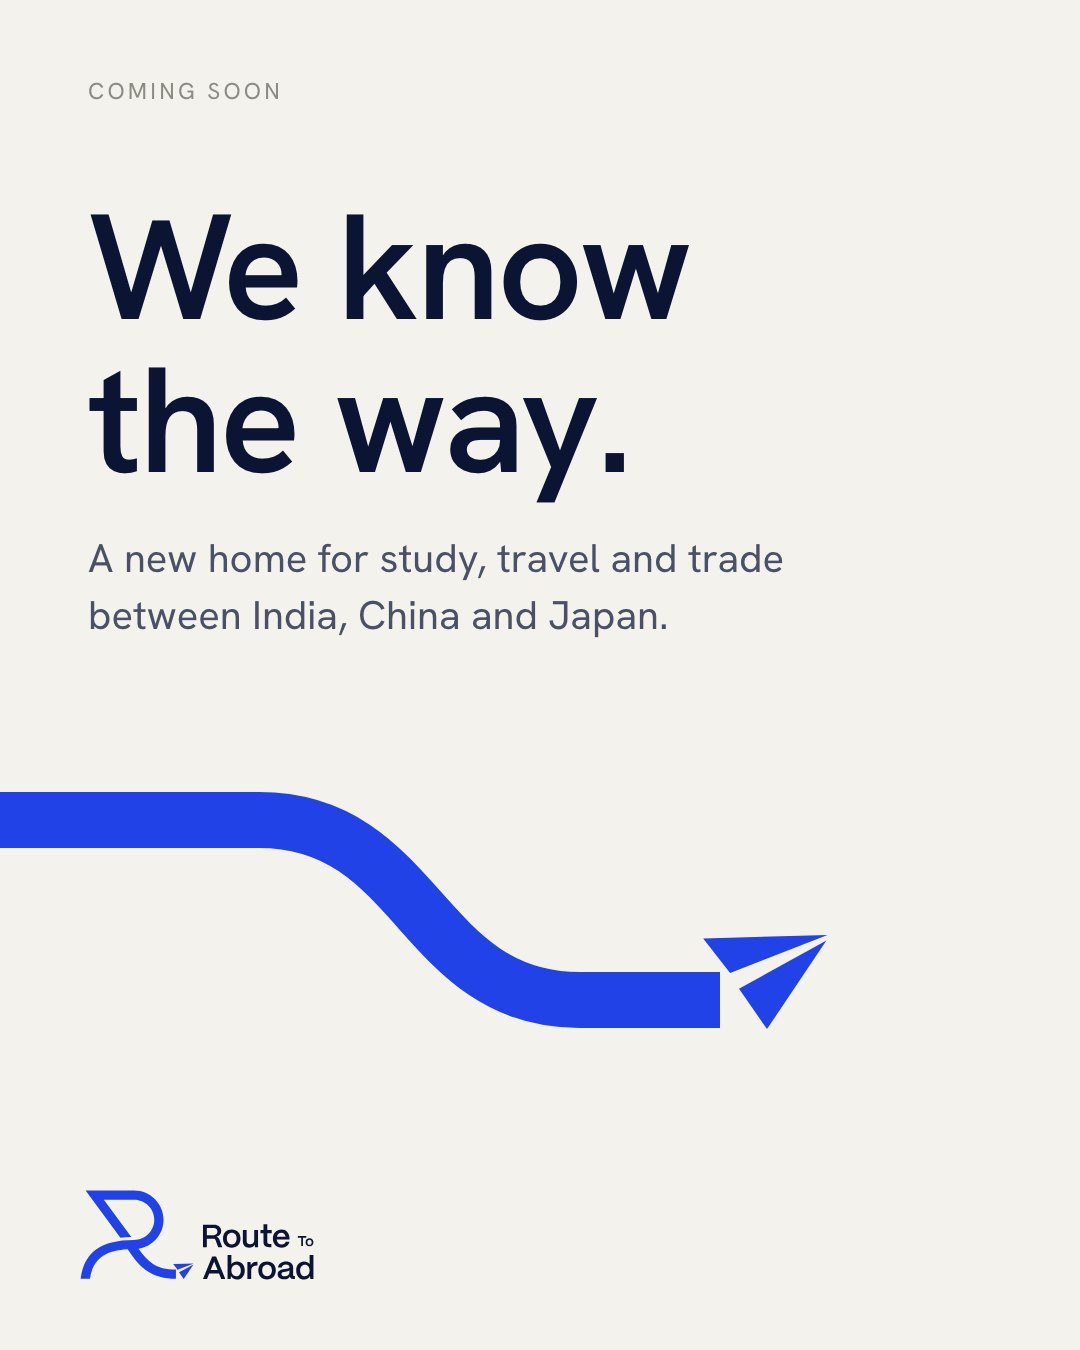 COMING SOON
We know
the way.
A new home for study, travel and trade
between India, China and Japan.
Route To
Abroad